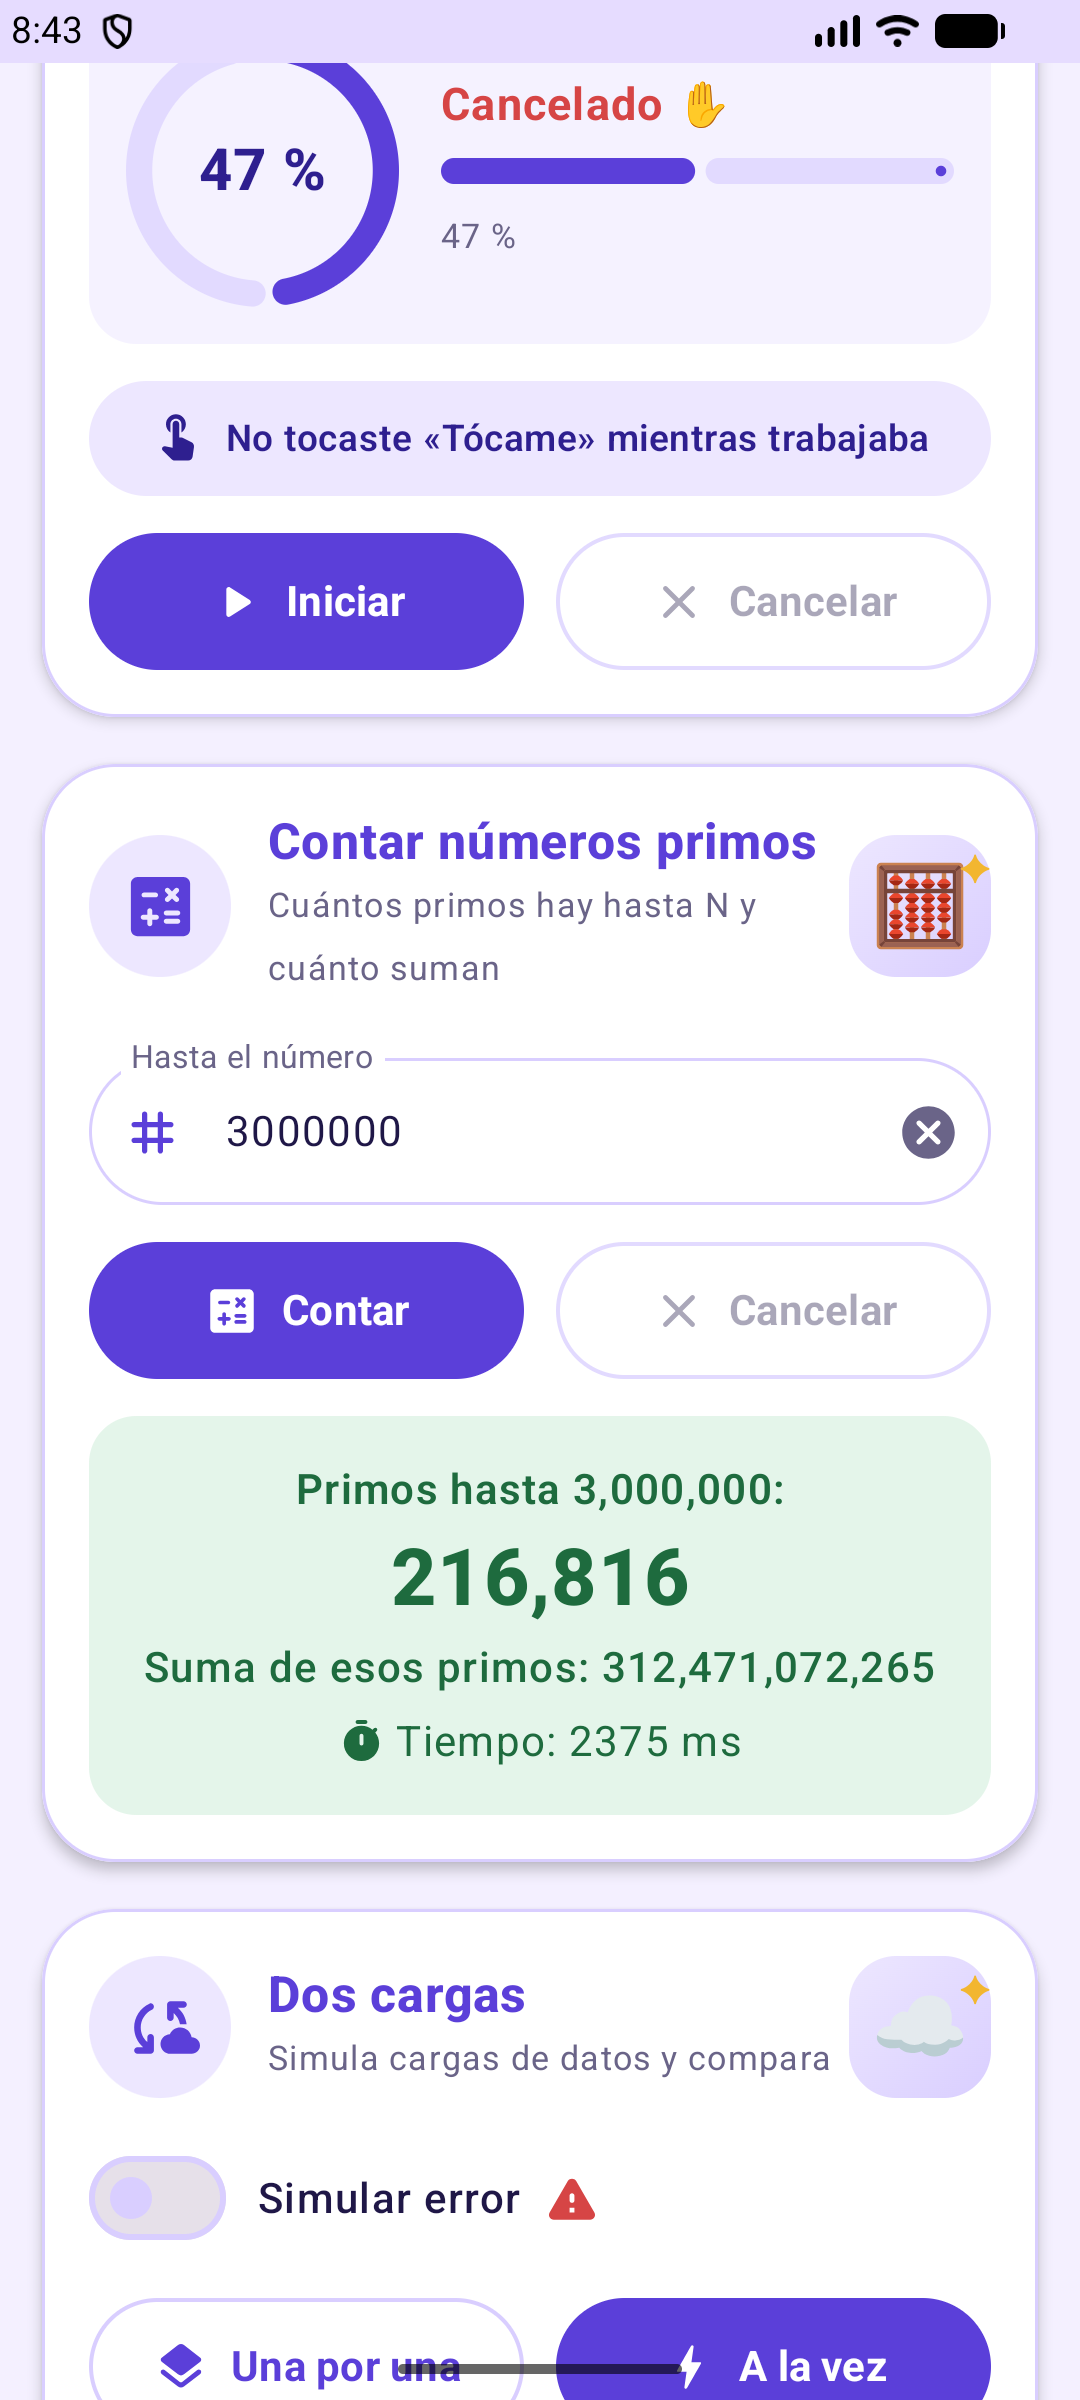 8:43
47 %
Cancelado ✋
47 %
No tocaste «Tócame» mientras trabajaba
Iniciar
Cancelar
Contar números primos
Cuántos primos hay hasta N y
cuánto suman
Hasta el número
3000000
Contar
Cancelar
Primos hasta 3,000,000:
216,816
Suma de esos primos: 312,471,072,265
Tiempo: 2375 ms
Dos cargas
Simula cargas de datos y compara
Simular error
Una por una
A la vez